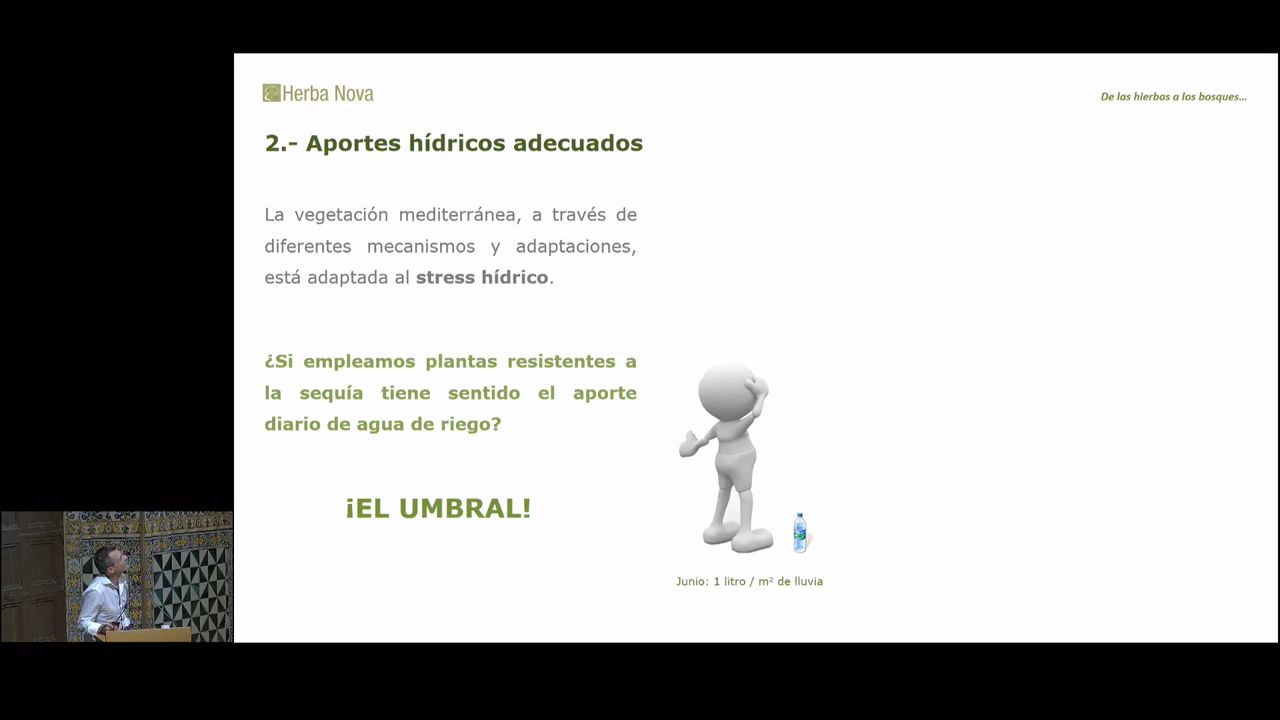 Herba Nova
De las hierbas a los bosques...
2.- Aportes hídricos adecuados
La vegetación mediterránea, a través de
diferentes mecanismos y adaptaciones,
está adaptada al stress hídrico.
¿Si empleamos plantas resistentes a
la sequía tiene sentido el aporte
diario de agua de riego?
¡EL UMBRAL!
Junio: 1 litro / m² de lluvia